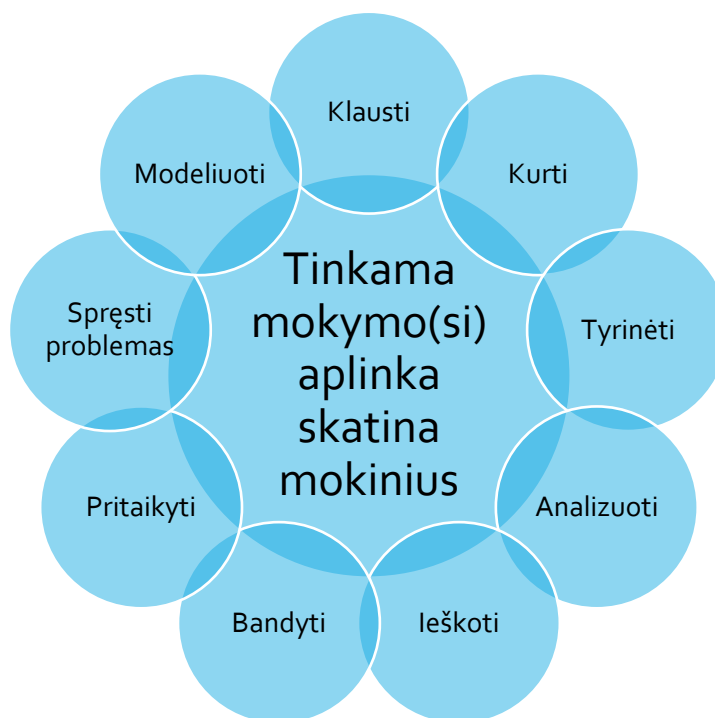 Klausti
Kurti
Tyrinėti
Analizuoti
Ieškoti
Bandyti
Pritaikyti
Spręsti
problemas
Modeliuoti
Tinkama
mokymo(si)
aplinka
skatina
mokinius